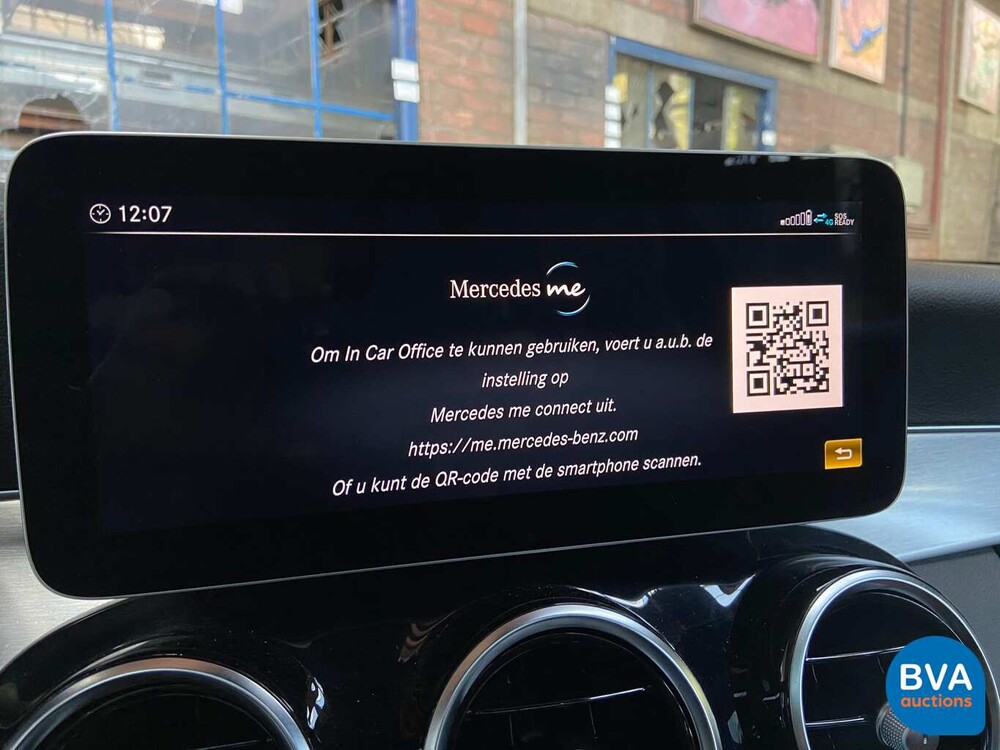 12:07
4G SOS READY
Mercedes me
Om In Car Office te kunnen gebruiken, voert u a.u.b. de
instelling op
Mercedes me connect uit.
https://me.mercedes-benz.com
Of u kunt de QR-code met de smartphone scannen.
BVA
auctions